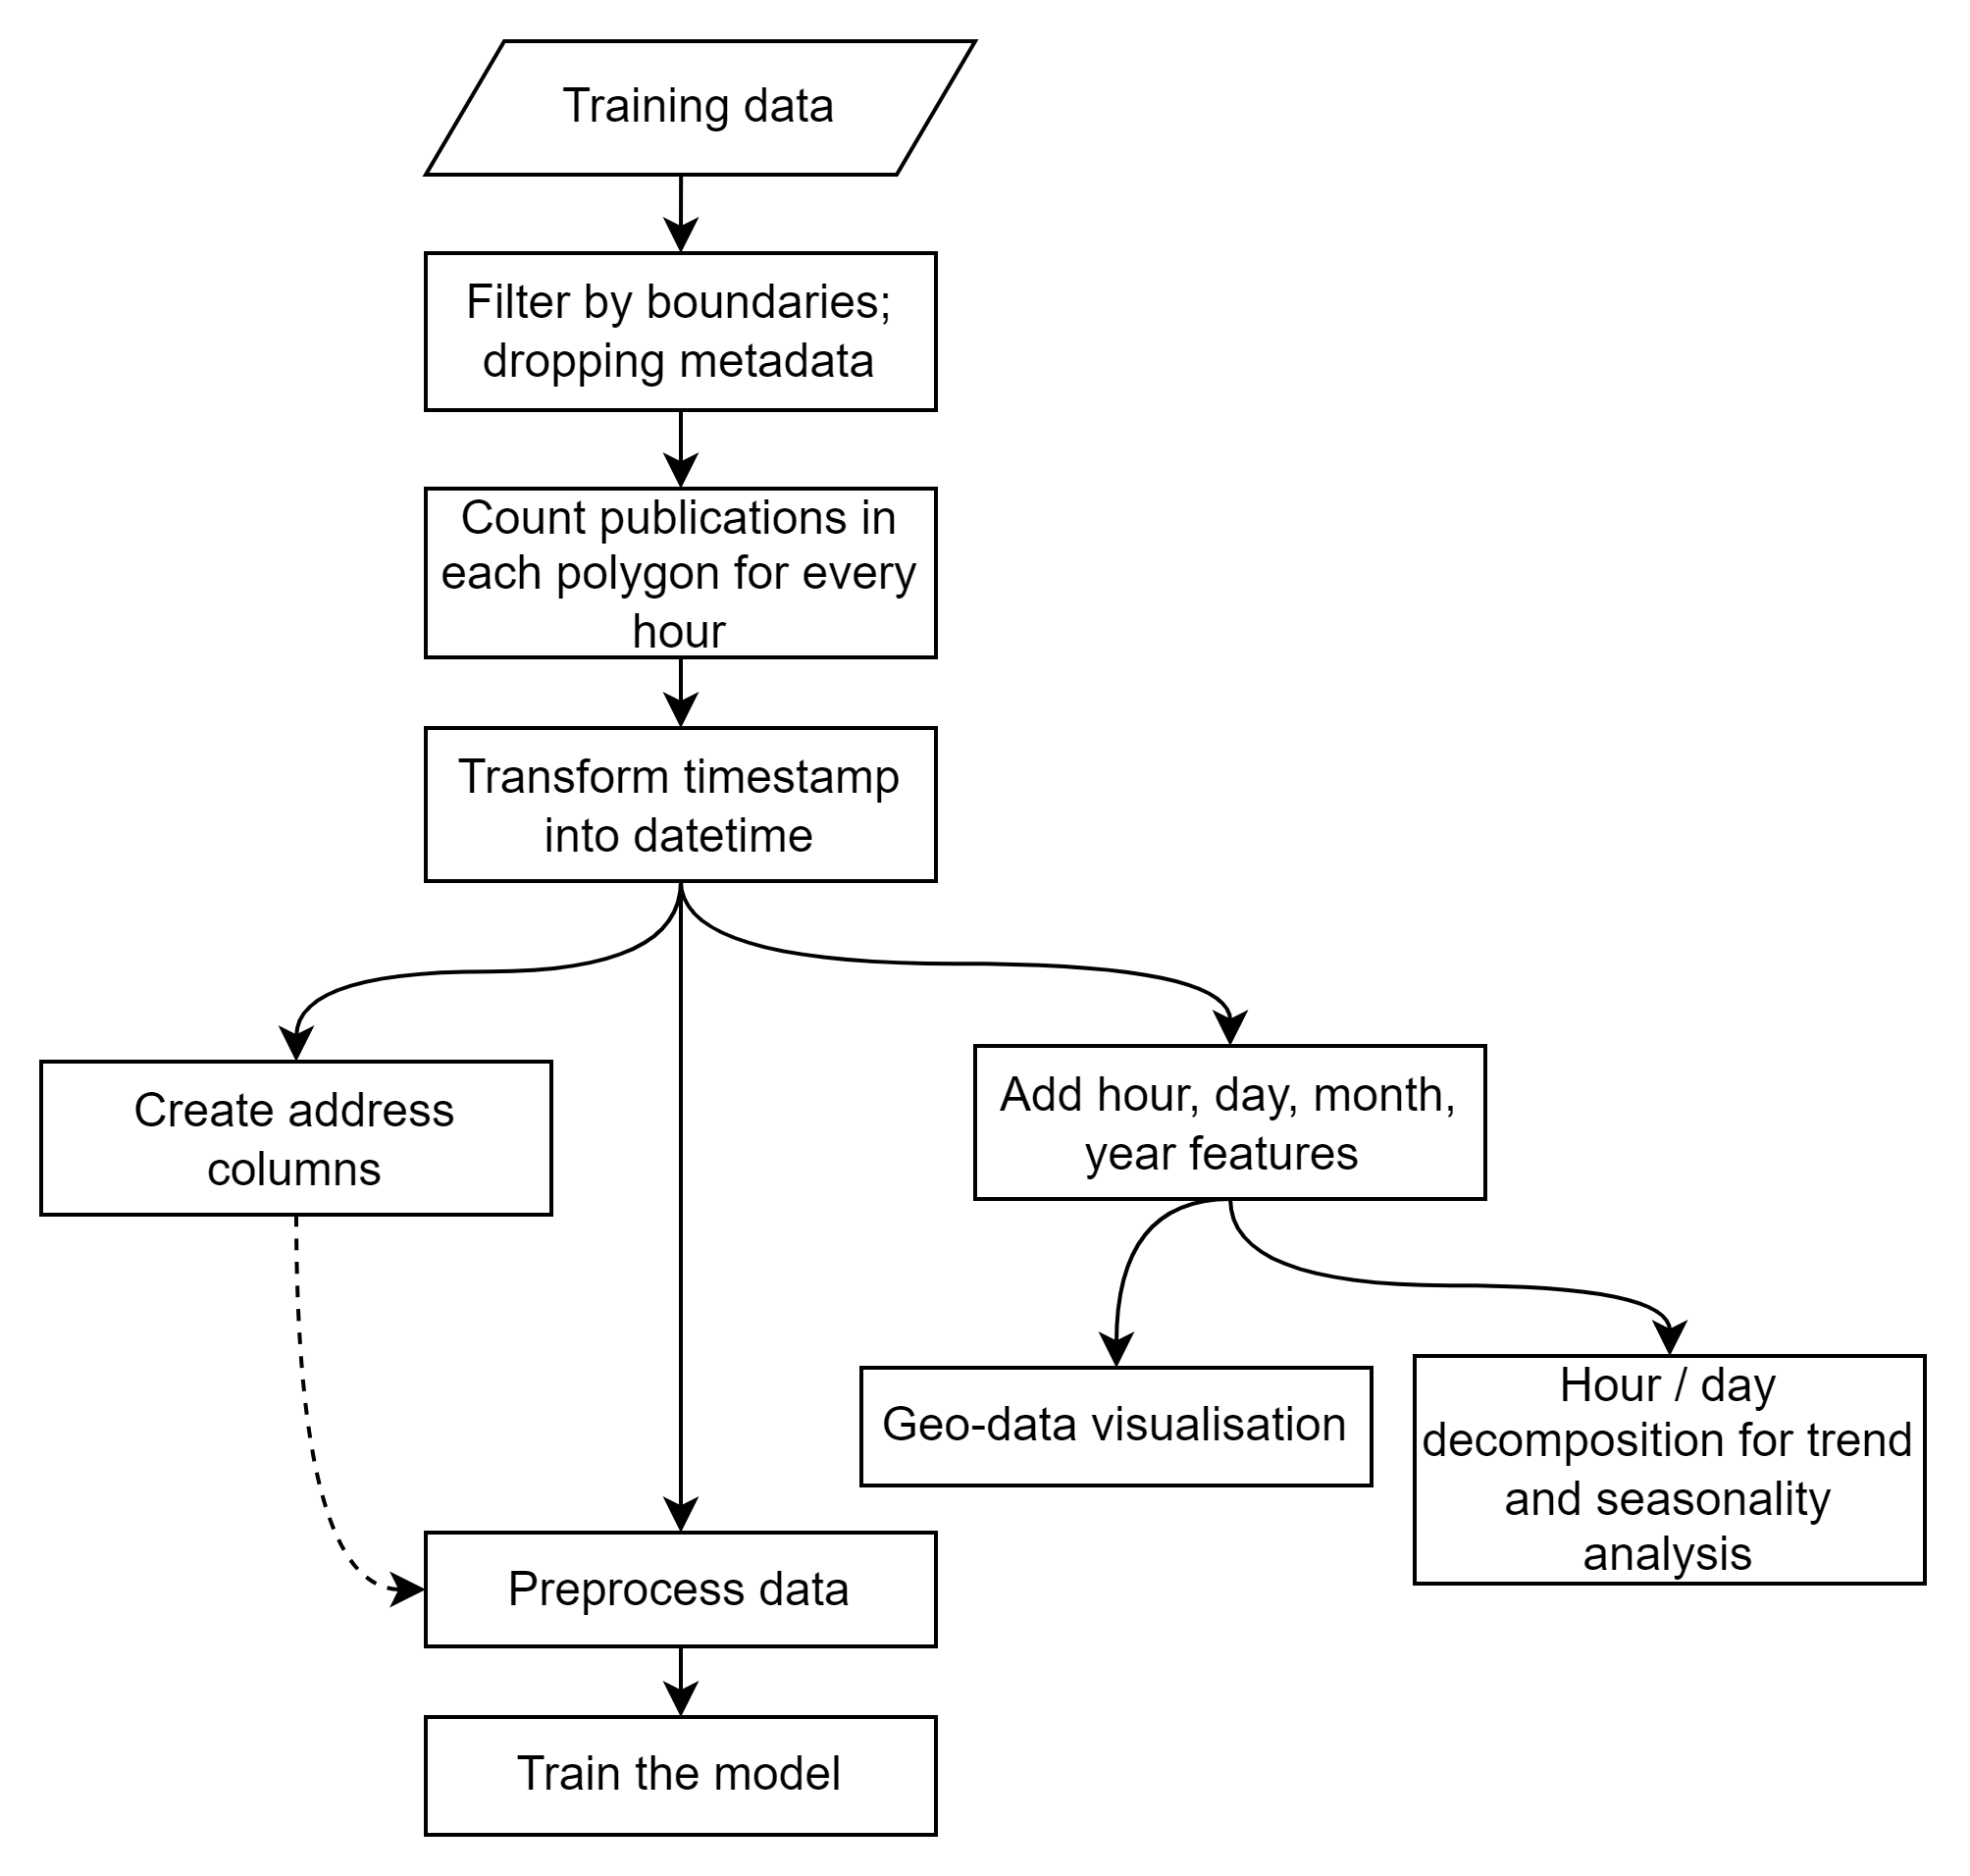 Training data
Filter by boundaries;
dropping metadata
Count publications in
each polygon for every
hour
Transform timestamp
into datetime
Create address
columns
Add hour, day, month,
year features
Geo-data visualisation
Hour / day
decomposition for trend
and seasonality
analysis
Preprocess data
Train the model